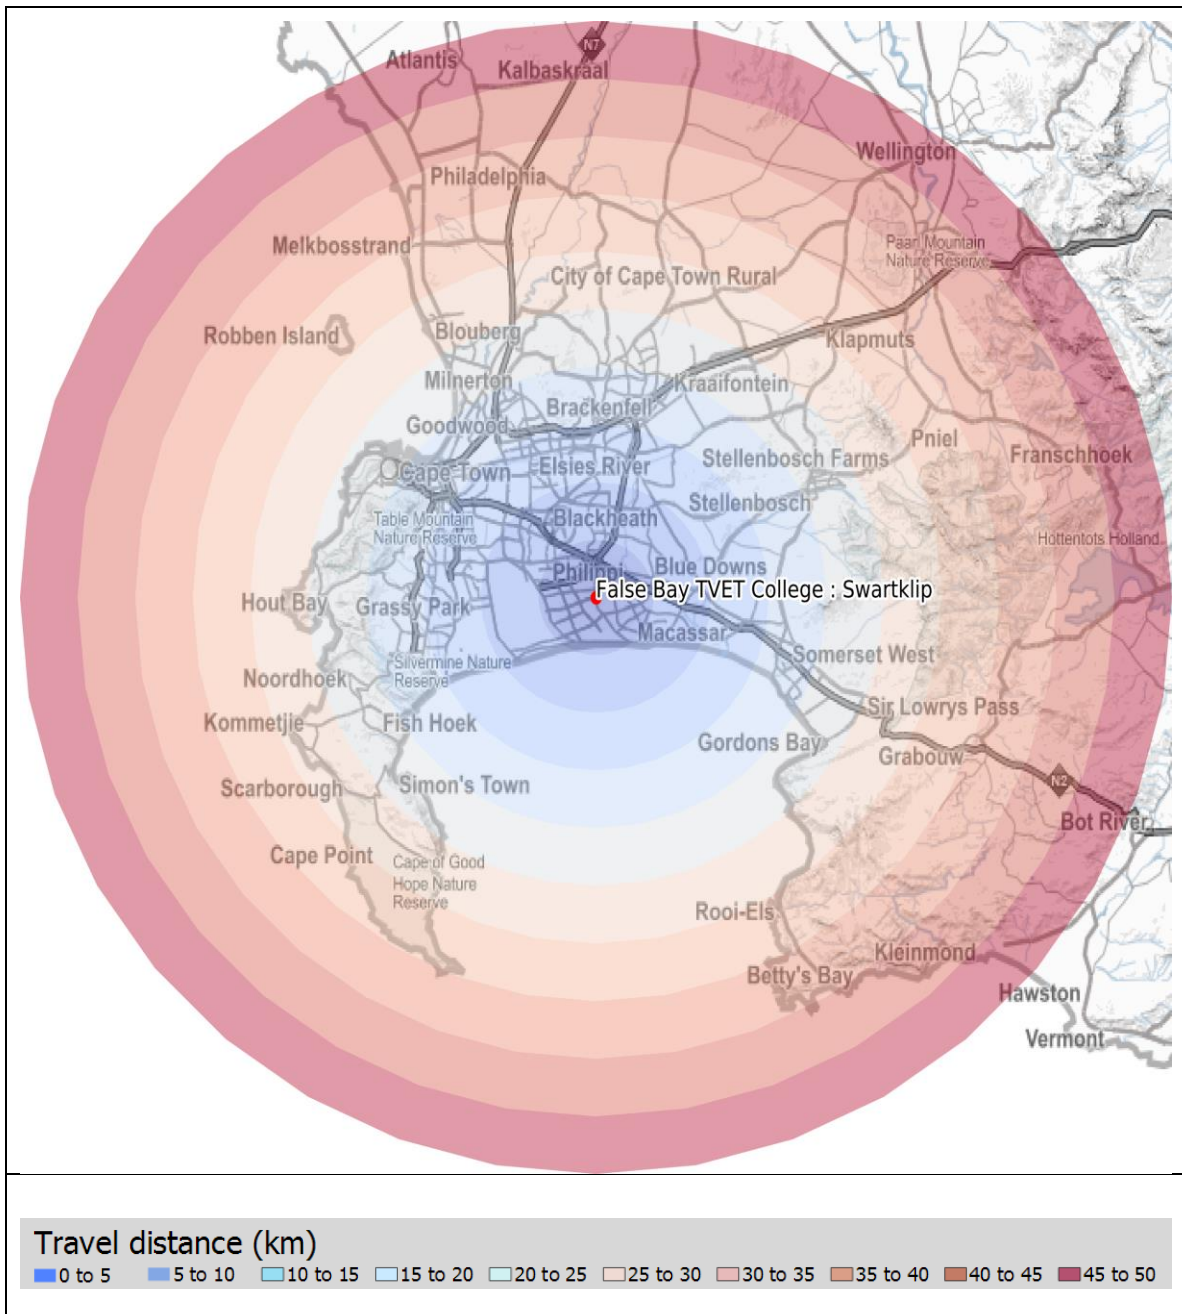 N7
Atlantis
Kalbaskraal
Wellington
Philadelphia
Melkbosstrand
Paarl Mountain
Nature Reserve
City of Cape Town Rural
Robben Island
Blouberg
Klapmuts
Milnerton
Kraaifontein
Brackenfell
Goodwood
Pniel
Franschhoek
Cape Town
Elsies River
Stellenbosch Farms
Stellenbosch
Table Mountain
Nature Reserve
Blackheath
Hottentots Holland
Philippi
Blue Downs
False Bay TVET College : Swartklip
Hout Bay
Grassy Park
Macassar
Silvermine Nature
Reserve
Somerset West
Noordhoek
Kommetjie
Fish Hoek
Sir Lowrys Pass
Gordons Bay
Grabouw
Scarborough
Simon's Town
N2
Bot River
Cape Point
Cape of Good
Hope Nature
Reserve
Rooi-Els
Kleinmond
Betty's Bay
Hawston
Vermont
Travel distance (km)
0 to 5 5 to 10 10 to 15 15 to 20 20 to 25 25 to 30 30 to 35 35 to 40 40 to 45 45 to 50